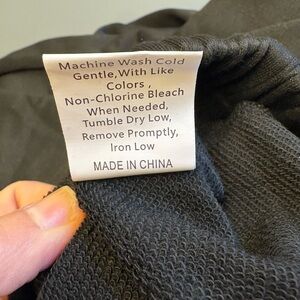 Machine Wash Cold
Gentle,With Like
Colors ,
Non-Chlorine Bleach
When Needed,
Tumble Dry Low,
Remove Promptly,
Iron Low
MADE IN CHINA